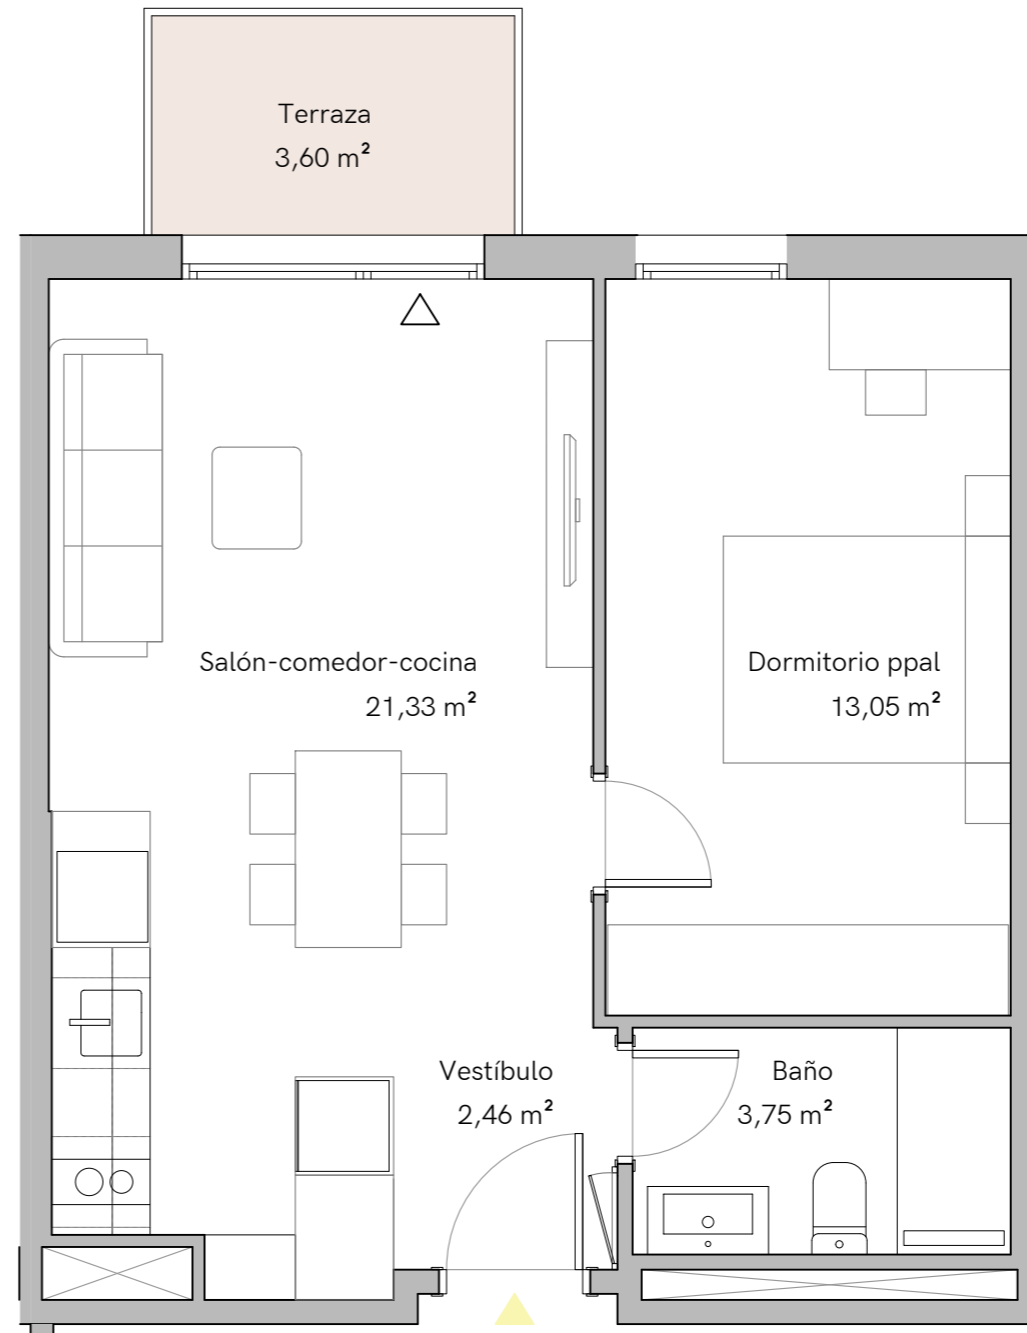 Terraza
3,60 m²
Salón-comedor-cocina
21,33 m²
Dormitorio ppal
13,05 m²
Vestíbulo
2,46 m²
Baño
3,75 m²